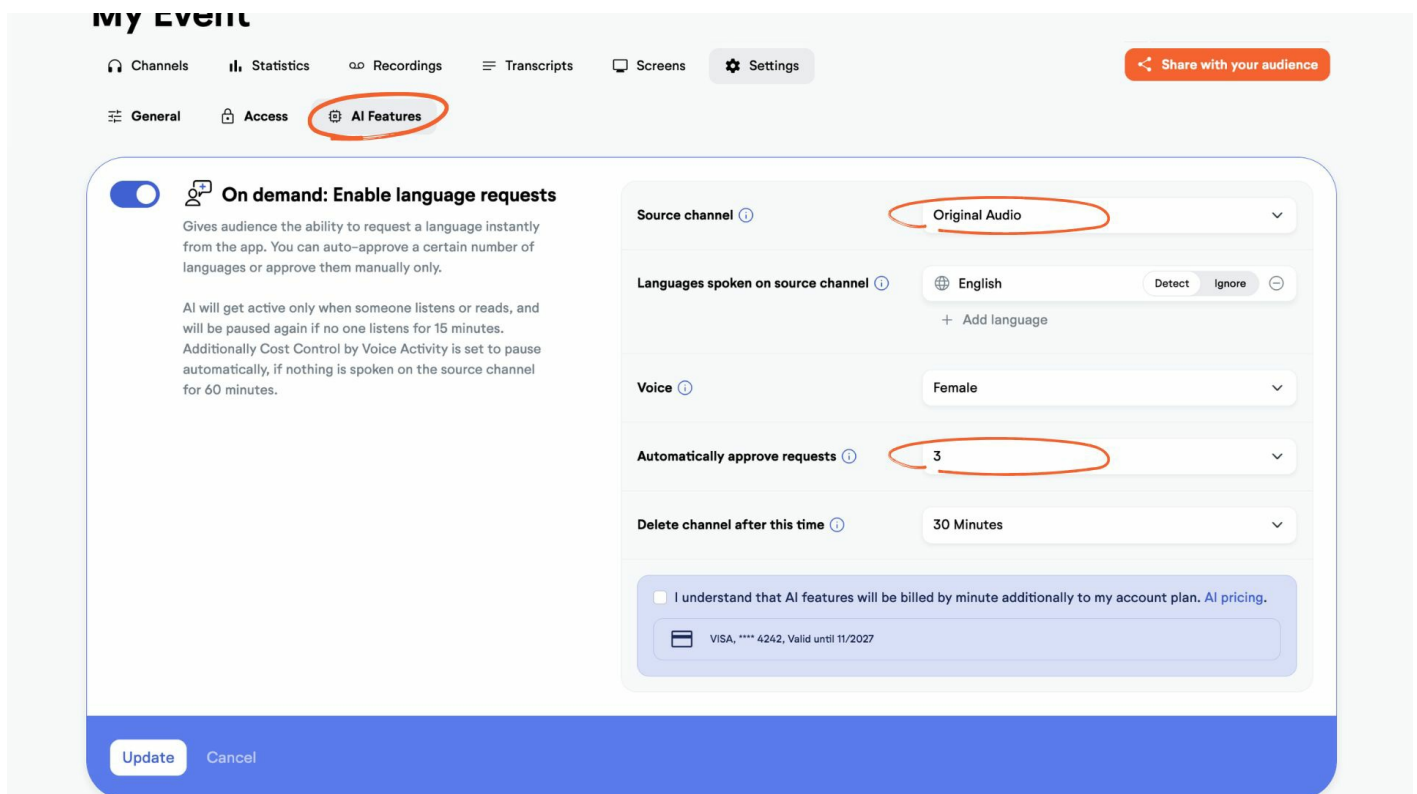 My Event
Channels Statistics Recordings Transcripts Screens Settings Share with your audience
General Access AI Features
On demand: Enable language requests
Gives audience the ability to request a language instantly
from the app. You can auto-approve a certain number of
languages or approve them manually only.
AI will get active only when someone listens or reads, and
will be paused again if no one listens for 15 minutes.
Additionally Cost Control by Voice Activity is set to pause
automatically, if nothing is spoken on the source channel
for 60 minutes.
Source channel Original Audio
Languages spoken on source channel English Detect Ignore
+ Add language
Voice Female
Automatically approve requests 3
Delete channel after this time 30 Minutes
I understand that AI features will be billed by minute additionally to my account plan. AI pricing.
VISA, **** 4242, Valid until 11/2027
Update Cancel